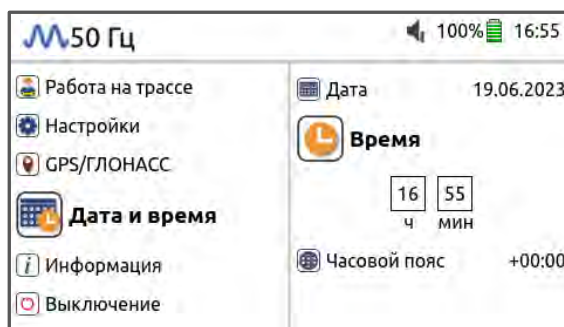 50 Гц 100% 16:55
Работа на трассе
Настройки
GPS/ГЛОНАСС
Дата и время
Информация
Выключение
Дата 19.06.2023
Время
16 55
ч мин
Часовой пояс +00:00